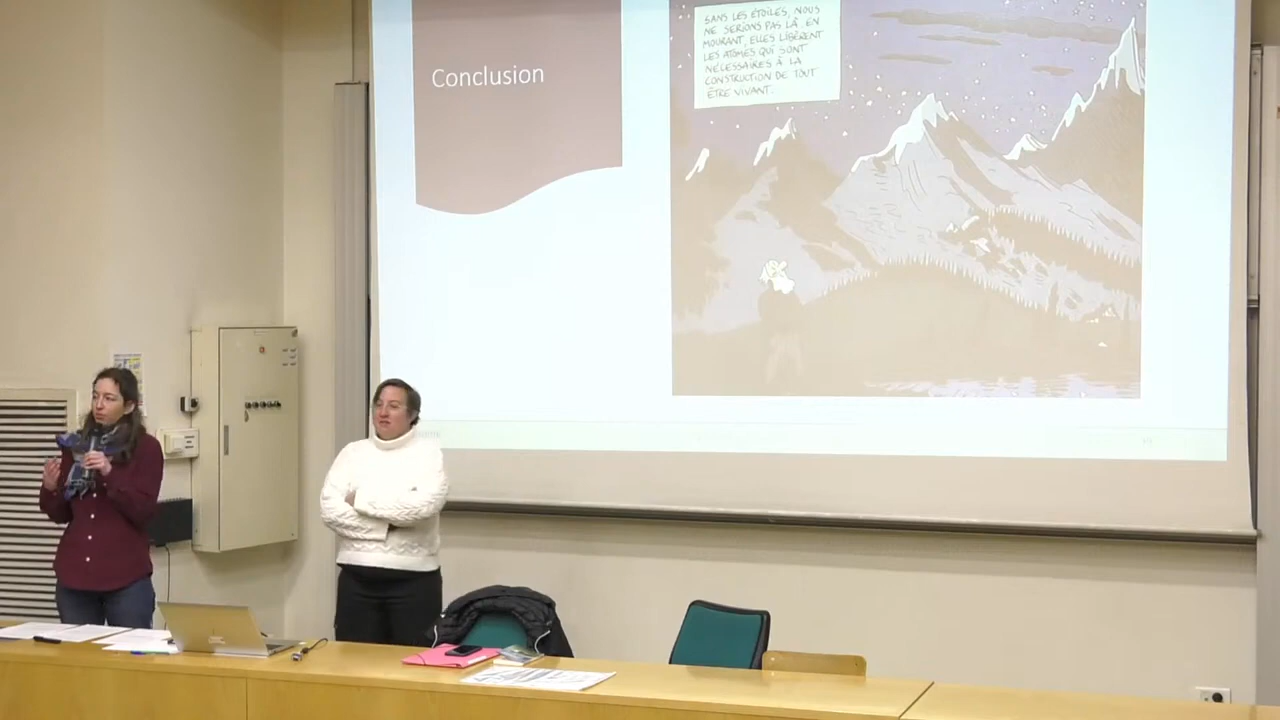 Conclusion
SANS LES ÉTOILES, NOUS
NE SERIONS PAS LÀ EN
MOURANT, ELLES LIBÈRENT
LES ATOMES QUI SONT
NÉCESSAIRES À LA
CONSTRUCTION DE TOUT
ÊTRE VIVANT.